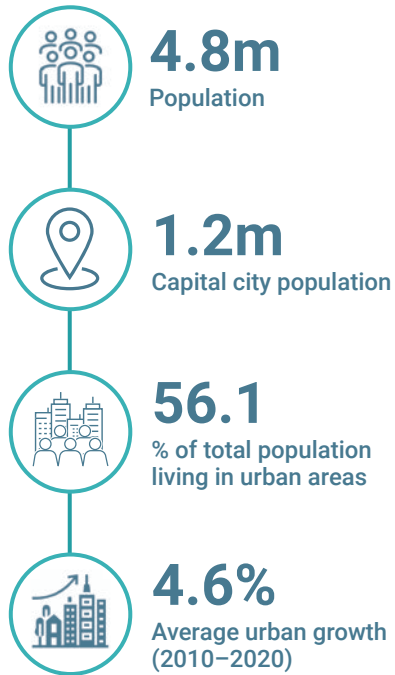 4.8m
Population
1.2m
Capital city population
56.1
% of total population
living in urban areas
4.6%
Average urban growth
(2010–2020)